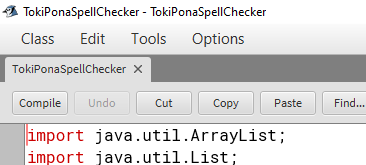 TokiPonaSpellChecker - TokiPonaSpellChecker
Class Edit Tools Options
TokiPonaSpellChecker ×
Compile Undo Cut Copy Paste Find...
import java.util.ArrayList;
import java.util.List;